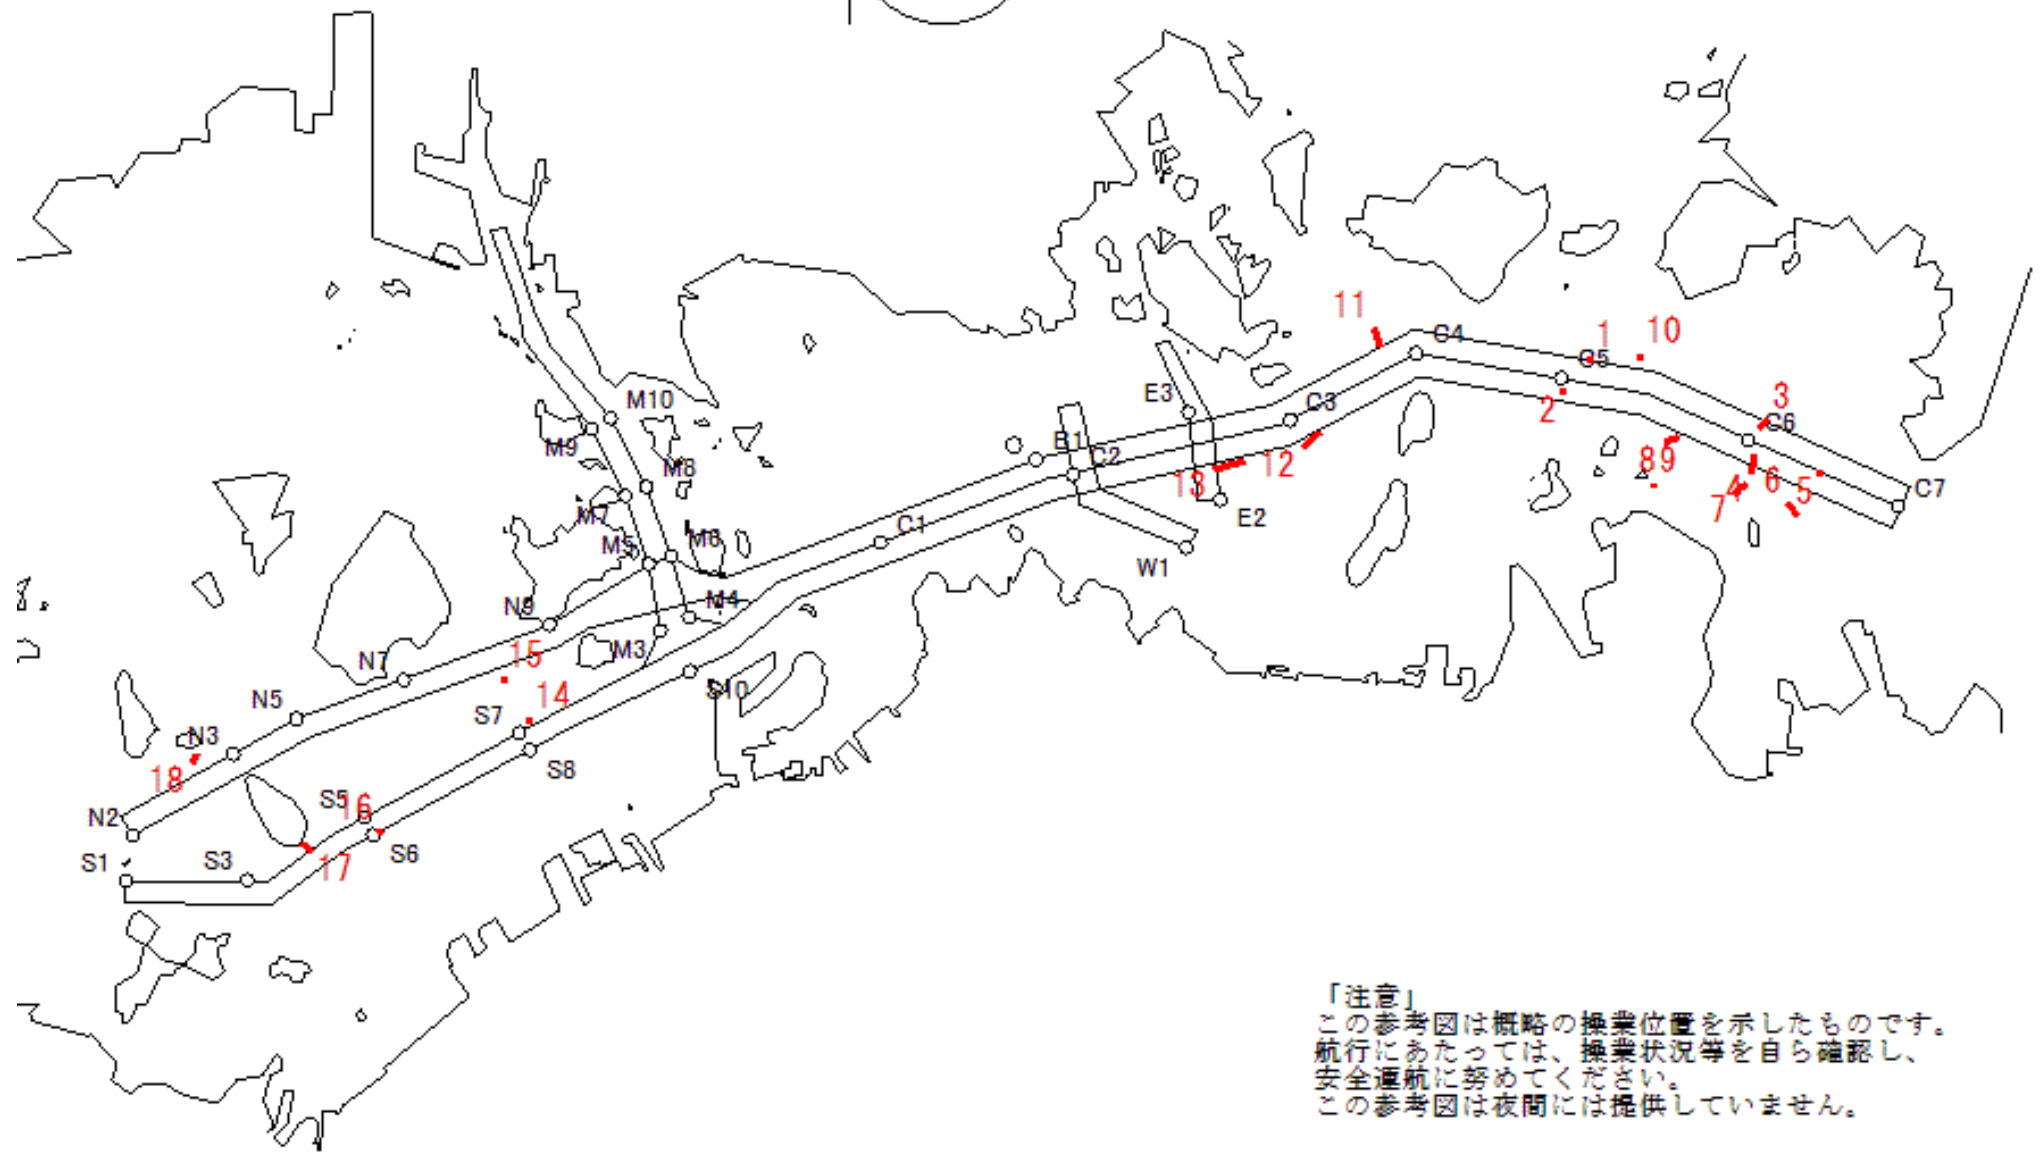 11
C4
1
10
C5
M10
E3
2
3
C3
C6
M9
B1
M8
C2
12
8
9
13
4
6
5
C7
M7
7
C1
E2
M5
M6
W1
N9
M4
15
M3
N7
S10
14
N5
S7
N3
S8
18
S5
16
N2
S6
S1
S3
17
「注意」
この参考図は概略の操業位置を示したものです。
航行にあたっては、操業状況等を自ら確認し、
安全運航に努めてください。
この参考図は夜間には提供していません。